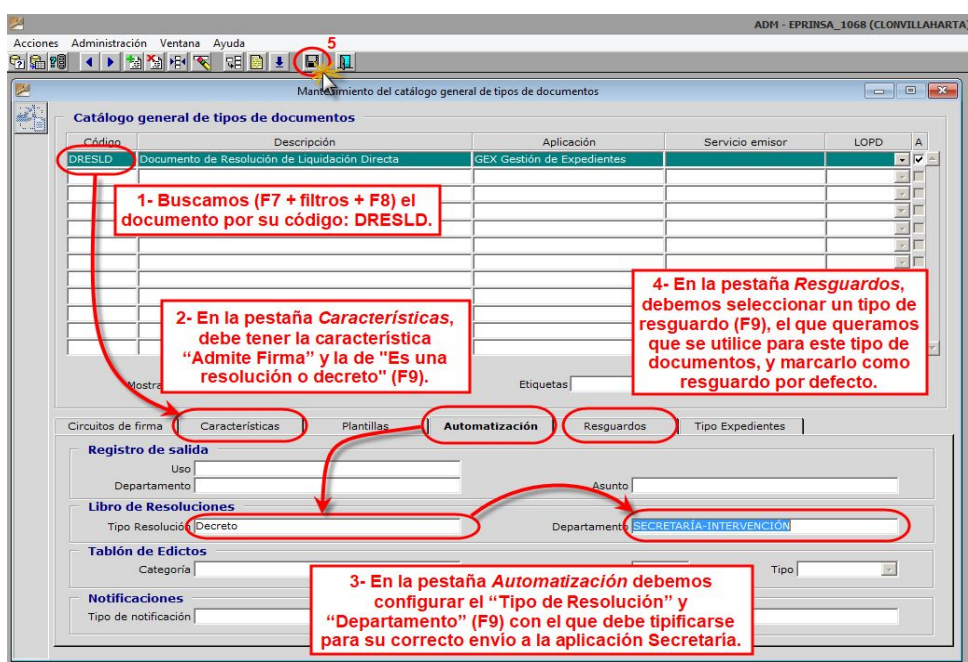 ADM - EPRINSA_1068 (CLONVILLAHARTA)
Acciones Administración Ventana Ayuda
5
Mantenimiento del catálogo general de tipos de documentos
Catálogo general de tipos de documentos
Código Descripción Aplicación Servicio emisor LOPD A
DRESLD Documento de Resolución de Liquidación Directa GEX Gestión de Expedientes
1- Buscamos (F7 + filtros + F8) el
documento por su código: DRESLD.
2- En la pestaña Características,
debe tener la característica
“Admite Firma” y la de "Es una
resolución o decreto" (F9).
4- En la pestaña Resguardos,
debemos seleccionar un tipo de
resguardo (F9), el que queramos
que se utilice para este tipo de
documentos, y marcarlo como
resguardo por defecto.
Etiquetas
Circuitos de firma Características Plantillas Automatización Resguardos Tipo Expedientes
Registro de salida
Uso
Departamento Asunto
Libro de Resoluciones
Tipo Resolución Decreto Departamento SECRETARÍA-INTERVENCIÓN
Tablón de Edictos
Categoría Tipo
Notificaciones
Tipo de notificación
3- En la pestaña Automatización debemos
configurar el “Tipo de Resolución” y
“Departamento” (F9) con el que debe tipificarse
para su correcto envío a la aplicación Secretaría.